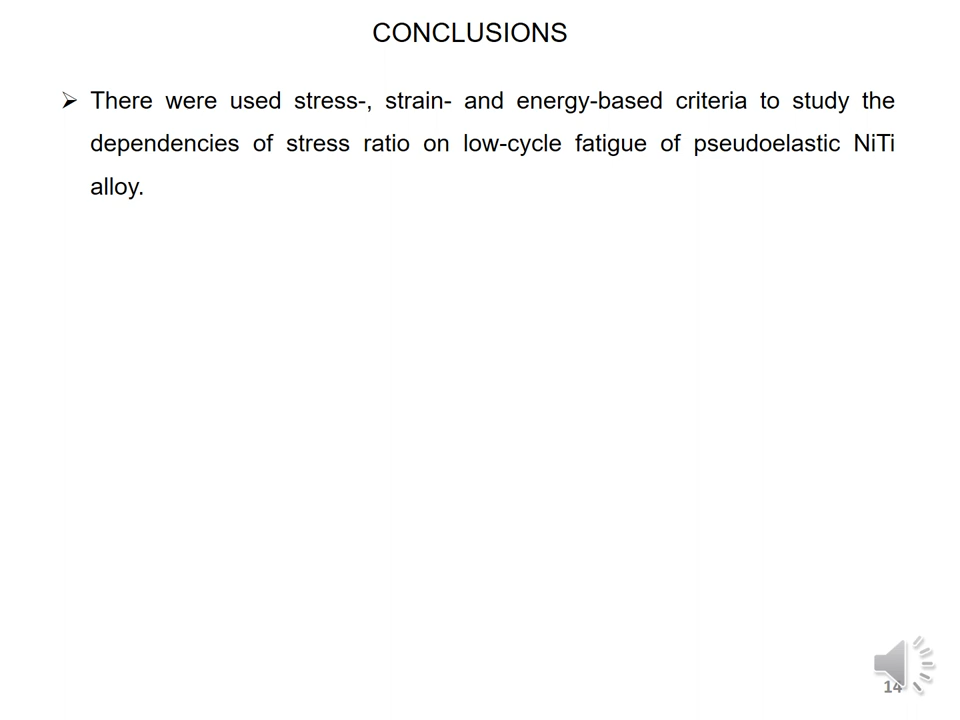 CONCLUSIONS
There were used stress-, strain- and energy-based criteria to study the
dependencies of stress ratio on low-cycle fatigue of pseudoelastic NiTi
alloy.
14